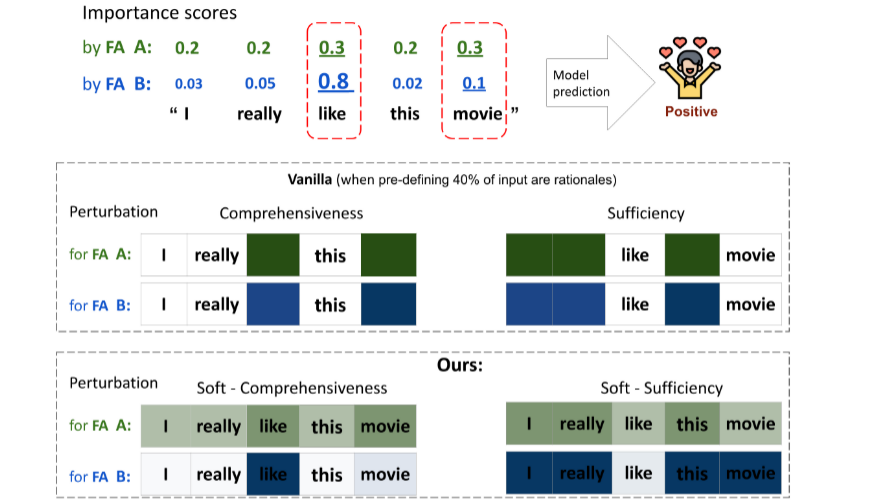 Importance scores
by FA A: 0.2 0.2 0.3 0.2 0.3
by FA B: 0.03 0.05 0.8 0.02 0.1
“ I really like this movie ”
Model
prediction
Positive
Vanilla (when pre-defining 40% of input are rationales)
Perturbation Comprehensiveness Sufficiency
for FA A: I really this like movie
for FA B: I really this like movie
Ours:
Perturbation Soft - Comprehensiveness Soft - Sufficiency
for FA A: I really like this movie I really like this movie
for FA B: I really like this movie I really like this movie